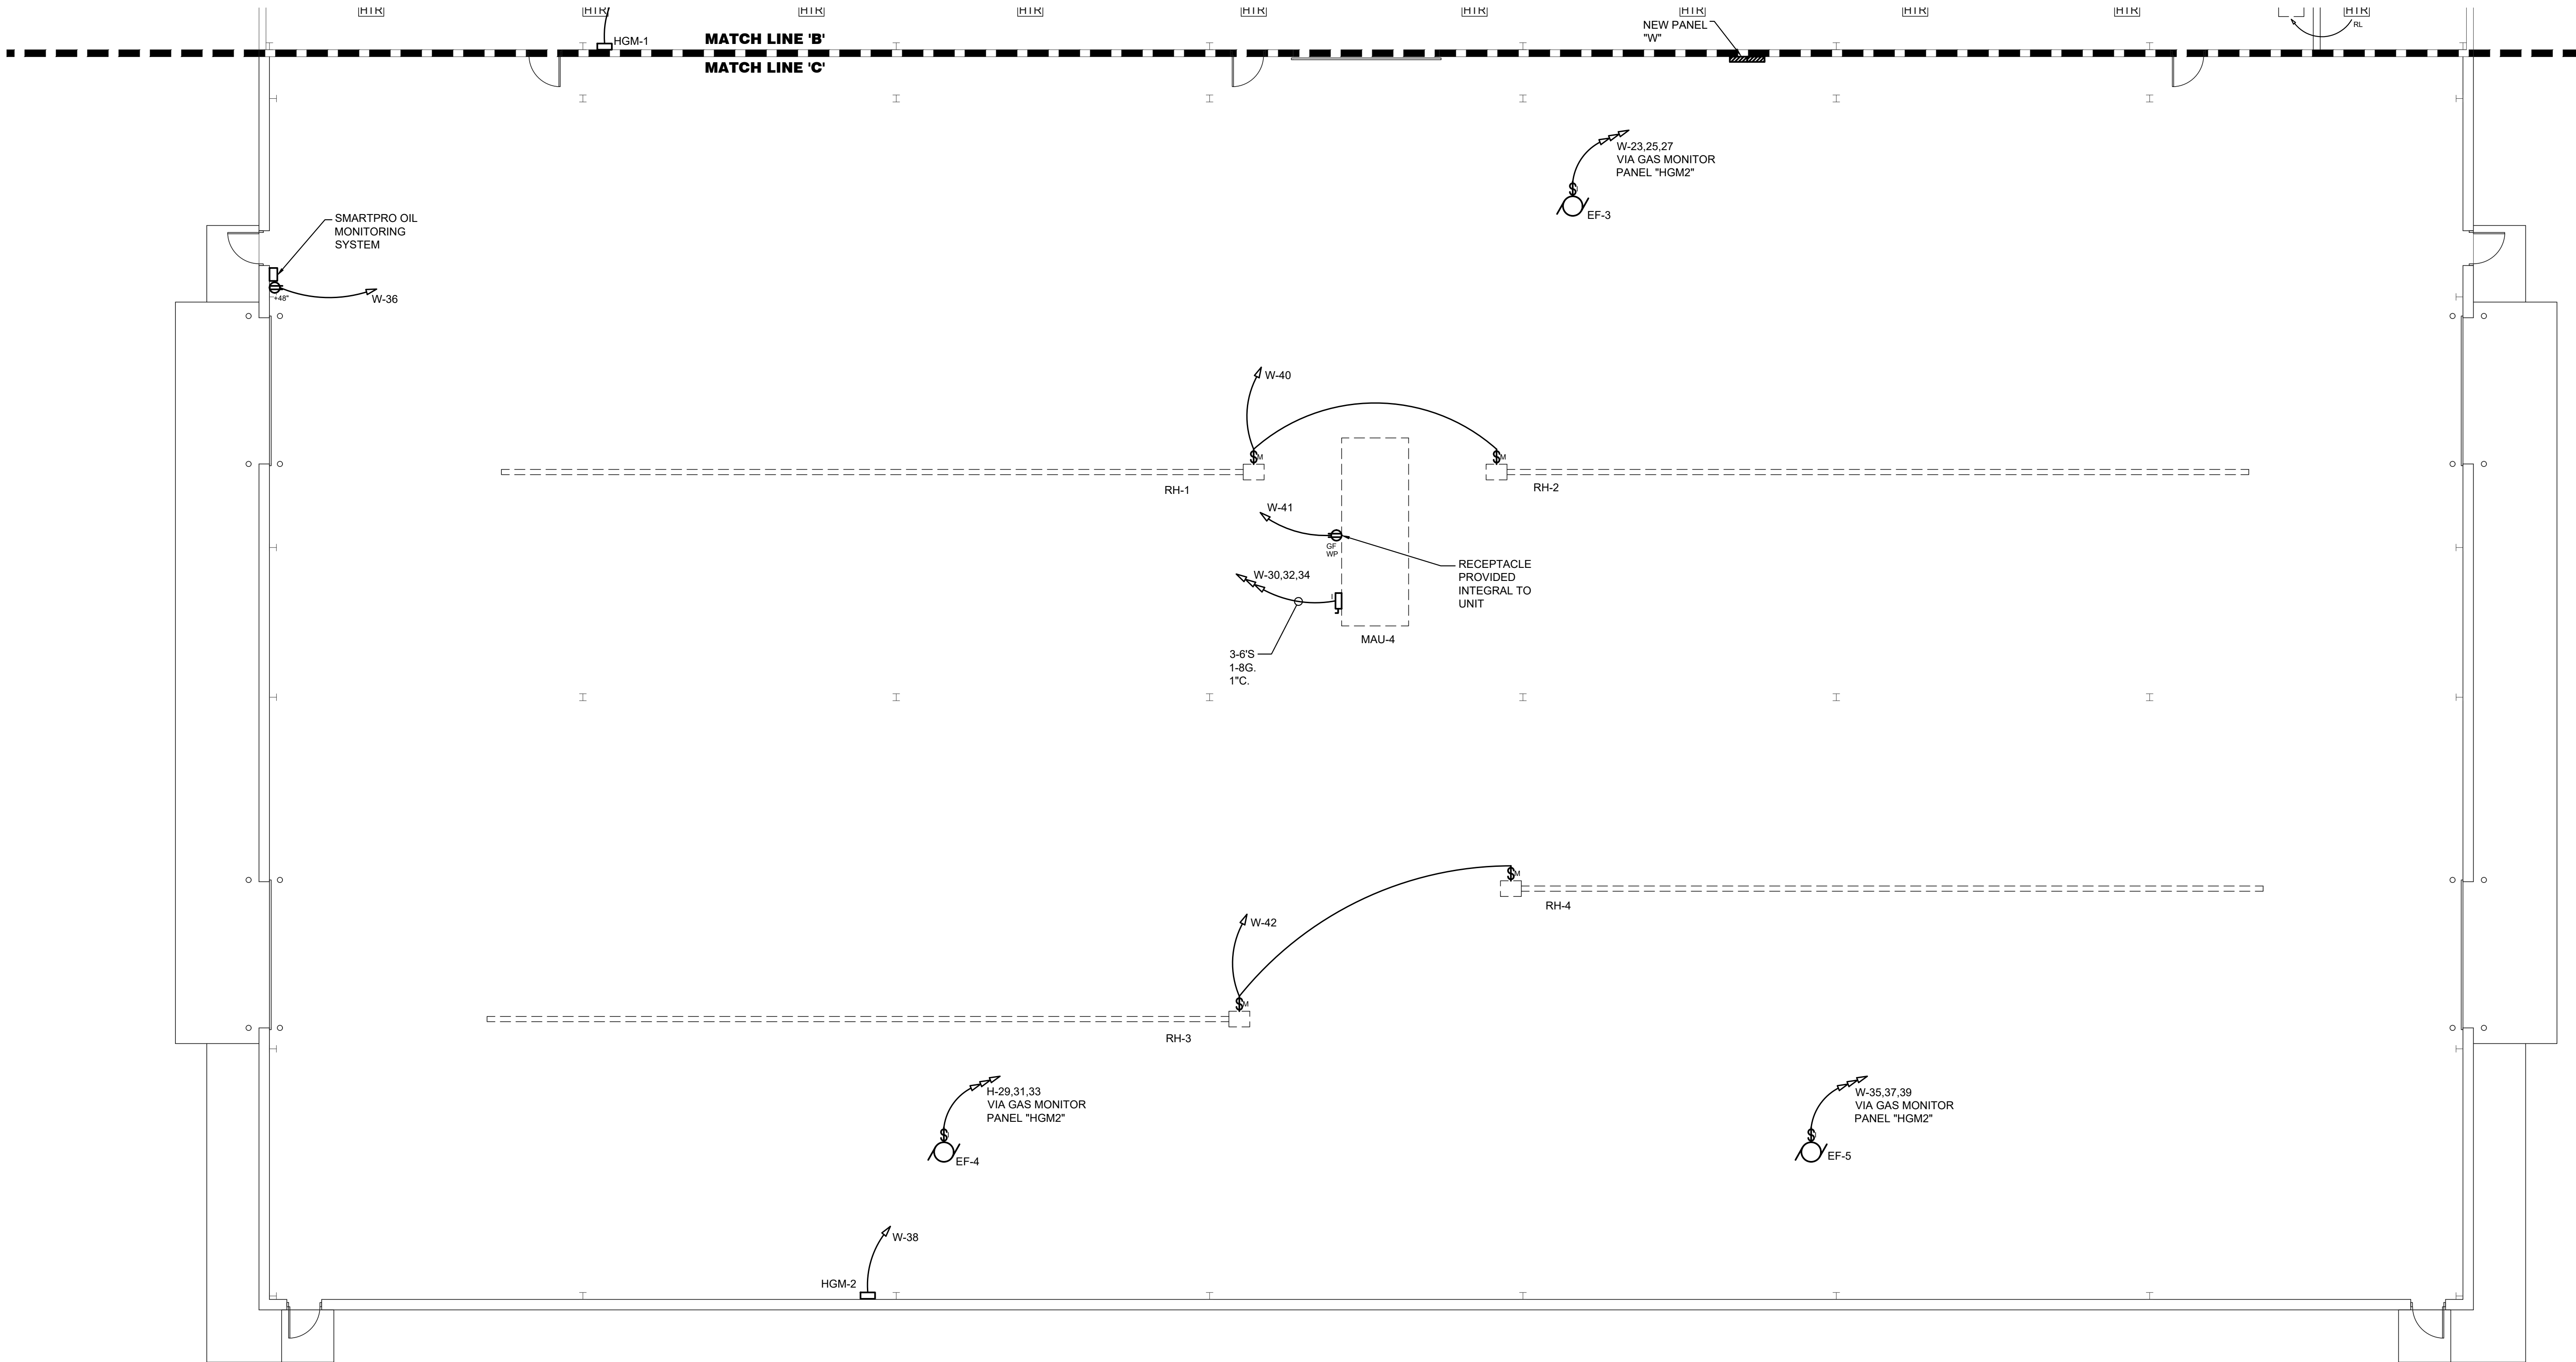 HTR
HTR
HTR
HTR
HTR
HTR
HTR
HTR
HTR
HTR
RL
HGM-1
MATCH LINE 'B'
MATCH LINE 'C'
NEW PANEL
"W"
W-23,25,27
VIA GAS MONITOR
PANEL "HGM2"
$
EF-3
SMARTPRO OIL
MONITORING
SYSTEM
+48"
W-36
W-40
$M
$M
RH-1
RH-2
W-41
GF
WP
RECEPTACLE
PROVIDED
INTEGRAL TO
UNIT
W-30,32,34
MAU-4
3-6'S
1-8G.
1"C.
$M
RH-4
W-42
$M
RH-3
H-29,31,33
VIA GAS MONITOR
PANEL "HGM2"
$
EF-4
W-35,37,39
VIA GAS MONITOR
PANEL "HGM2"
$
EF-5
W-38
HGM-2